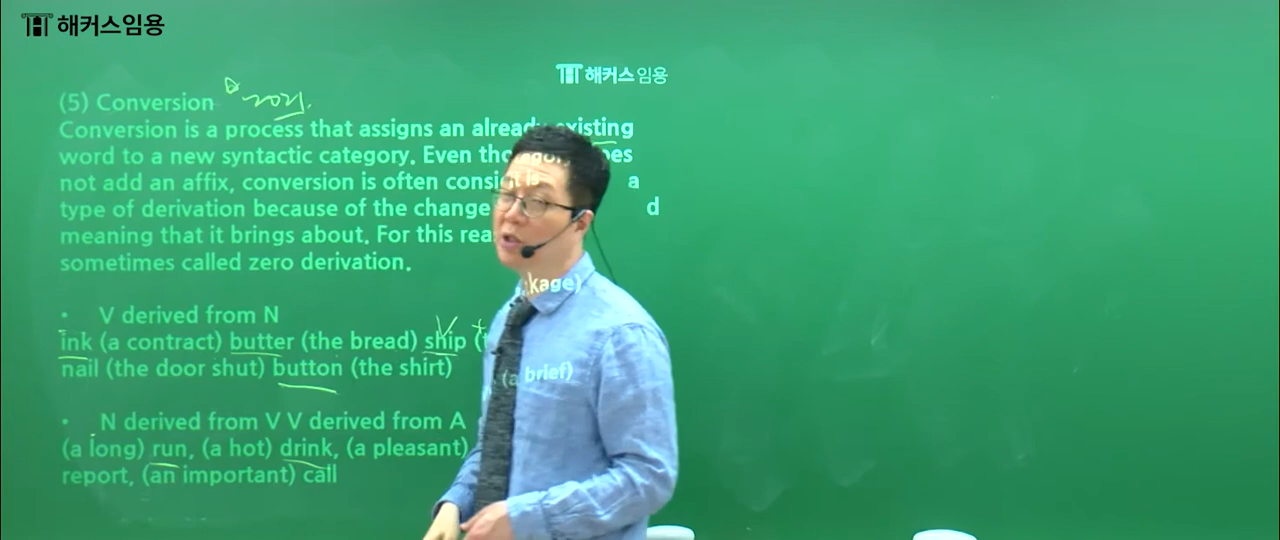 해커스임용
해커스임용
(5) Conversion 2021.
Conversion is a process that assigns an already existing
word to a new syntactic category. Even
not add an affix, conversion is often a
type of derivation because of the change d
meaning that it brings about. For this
sometimes called zero derivation.
• V derived from N
ink (a contract) butter (the bread) ship
nail (the door shut) button (the shirt)
brief)
• N derived from V V derived from A
(a long) run, (a hot) drink, (a pleasant)
report, (an important) call